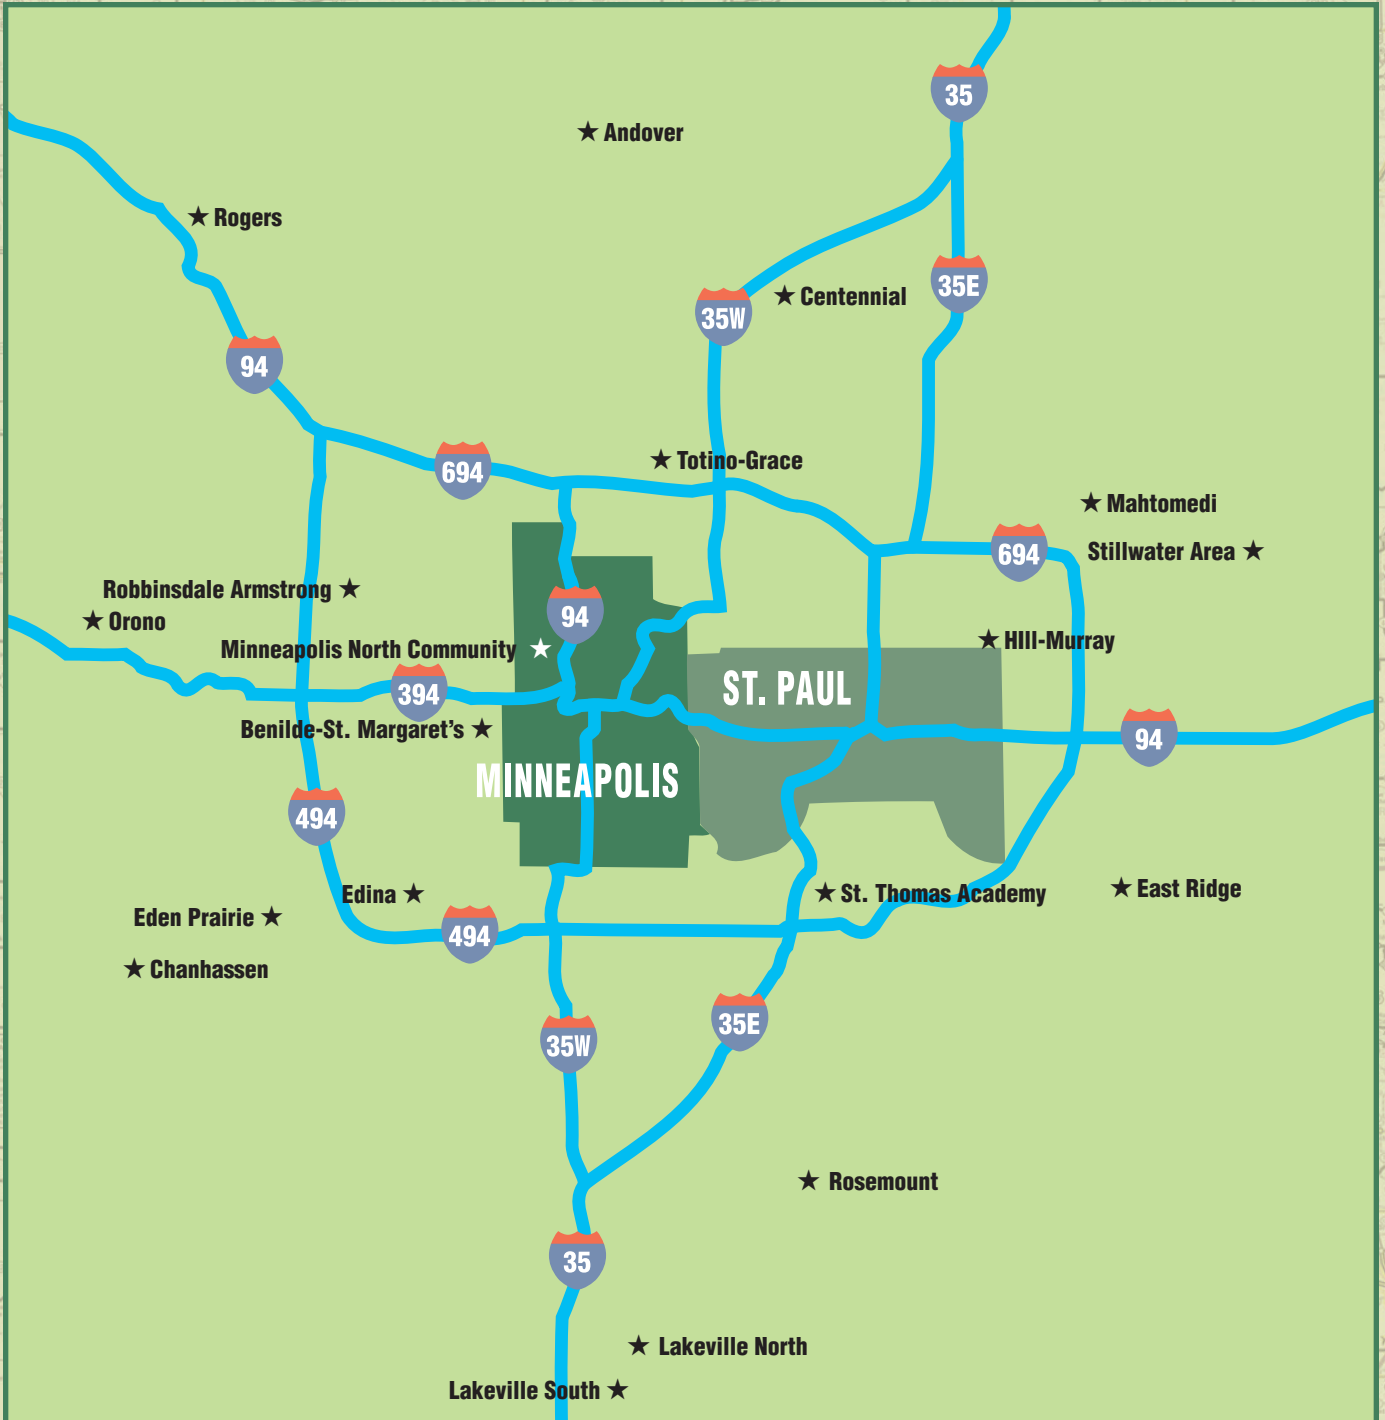 35
Andover
Rogers
35E
Centennial
35W
94
Totino-Grace
694
Mahtomedi
694
Stillwater Area
Robbinsdale Armstrong
94
Orono
HIll-Murray
Minneapolis North Community
ST. PAUL
394
Benilde-St. Margaret’s
94
MINNEAPOLIS
494
East Ridge
Edina
St. Thomas Academy
Eden Prairie
494
Chanhassen
35E
35W
Rosemount
35
Lakeville North
Lakeville South